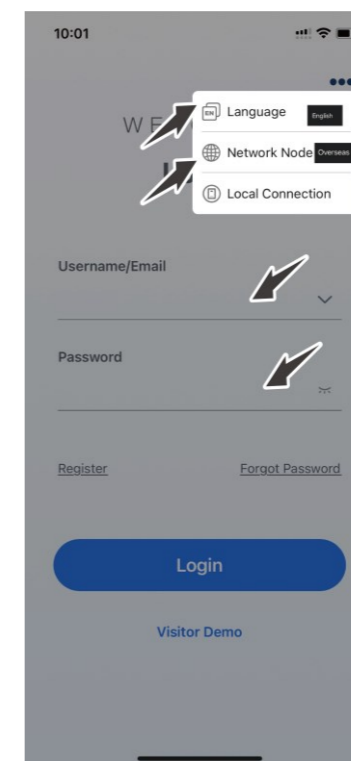 10:01
Language English
Network Node Overseas
Local Connection
Username/Email
Password
Register Forgot Password
Login
Visitor Demo